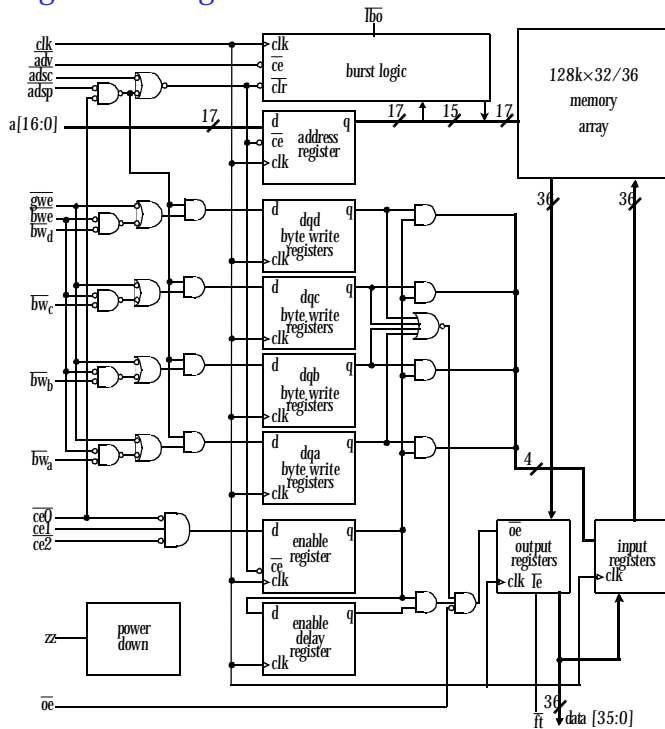 lbo
clk
adv
adsc
adsp
clk
ce
clr
burst logic
128k×32/36
memory
array
a[16:0]
17
d
q
ce
clk
address
register
17
15
17
36
36
gwe
bwe
bw d
d
q
dqd
byte write
registers
clk
bw c
d
q
dqc
byte write
registers
clk
bw b
d
q
dqb
byte write
registers
clk
bw a
d
q
dqa
byte write
registers
clk
4
ce0
ce1
ce2
d
q
enable
register
ce
clk
oe
output
registers
clk
le
input
registers
clk
d
q
enable
delay
register
clk
zz
power
down
oe
36
ft
data [35:0]